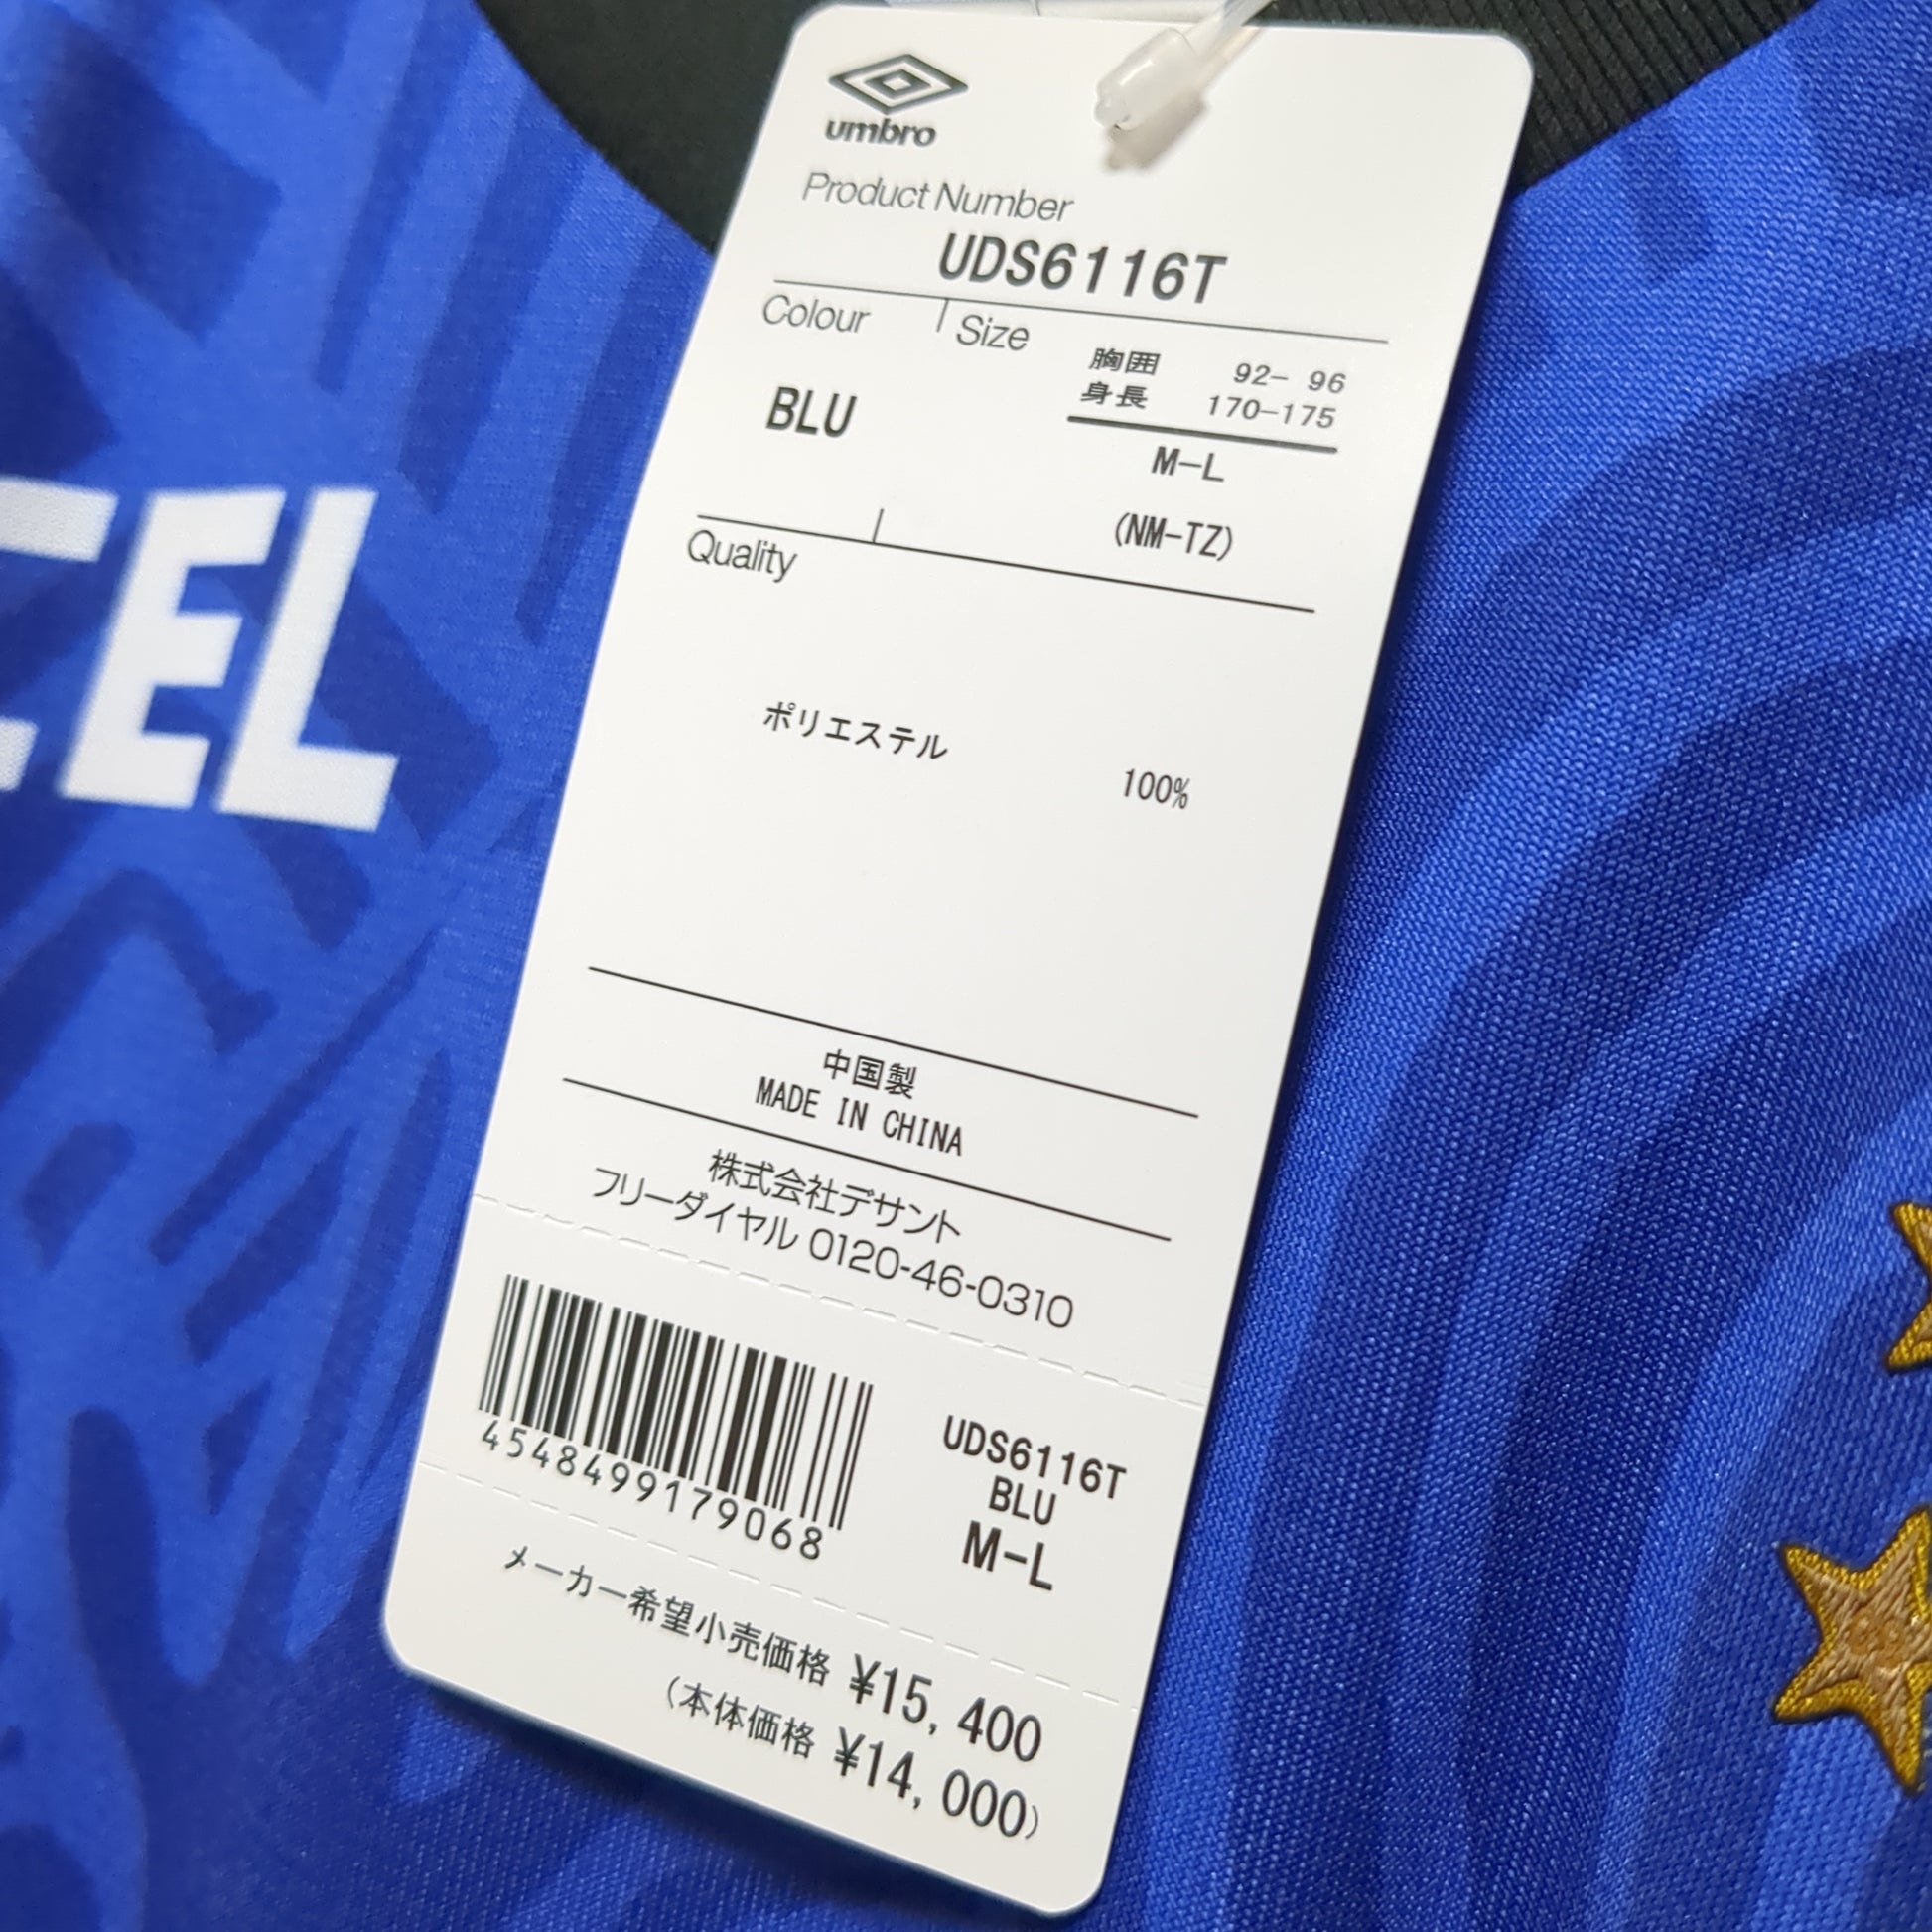 umbro
Product Number
UDS6116T
Colour
Size
胸囲 92- 96
身長 170-175
BLU
M-L
(NM-TZ)
Quality
ポリエステル 100%
中国製
MADE IN CHINA
株式会社デサント
フリーダイヤル 0120-46-0310
4548499179068
UDS6116T
BLU
M-L
メーカー希望小売価格 ¥15,400
(本体価格 ¥14,000)
EL